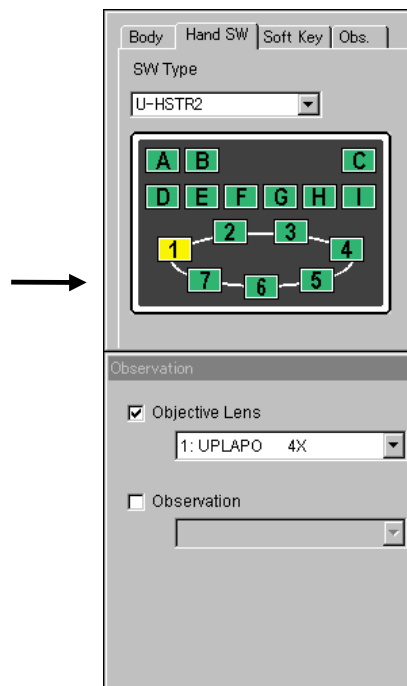 Body Hand SW Soft Key Obs.
SW Type
U-HSTR2
A B C
D E F G H I
2 3
1 4
7 6 5
Observation
Objective Lens
1: UPLAPO 4X
Observation